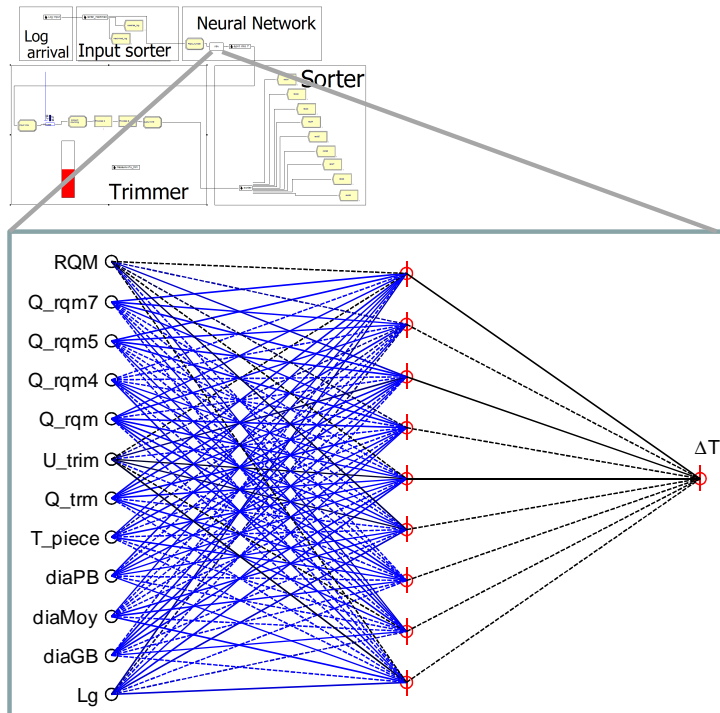 Log
arrival
Input sorter
Neural Network
Sorter
Trimmer
RQM
Q_rqm7
Q_rqm5
Q_rqm4
Q_rqm
U_trim
Q_trm
T_piece
diaPB
diaMoy
diaGB
Lg
ΔT